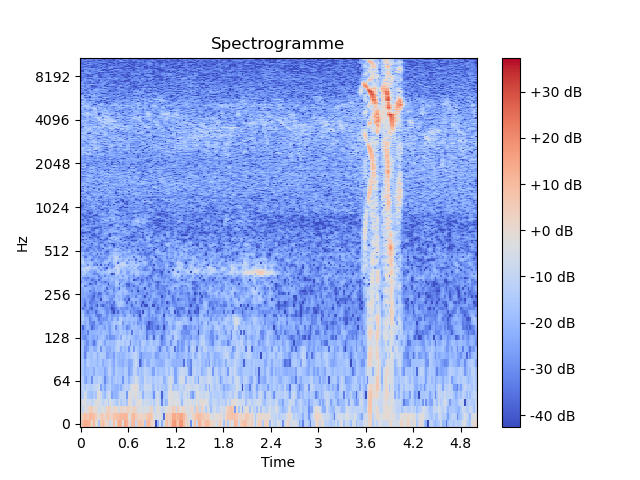 Spectrogramme
Hz
8192
4096
2048
1024
512
256
128
64
0
0 0.6 1.2 1.8 2.4 3 3.6 4.2 4.8
Time
+30 dB
+20 dB
+10 dB
+0 dB
-10 dB
-20 dB
-30 dB
-40 dB